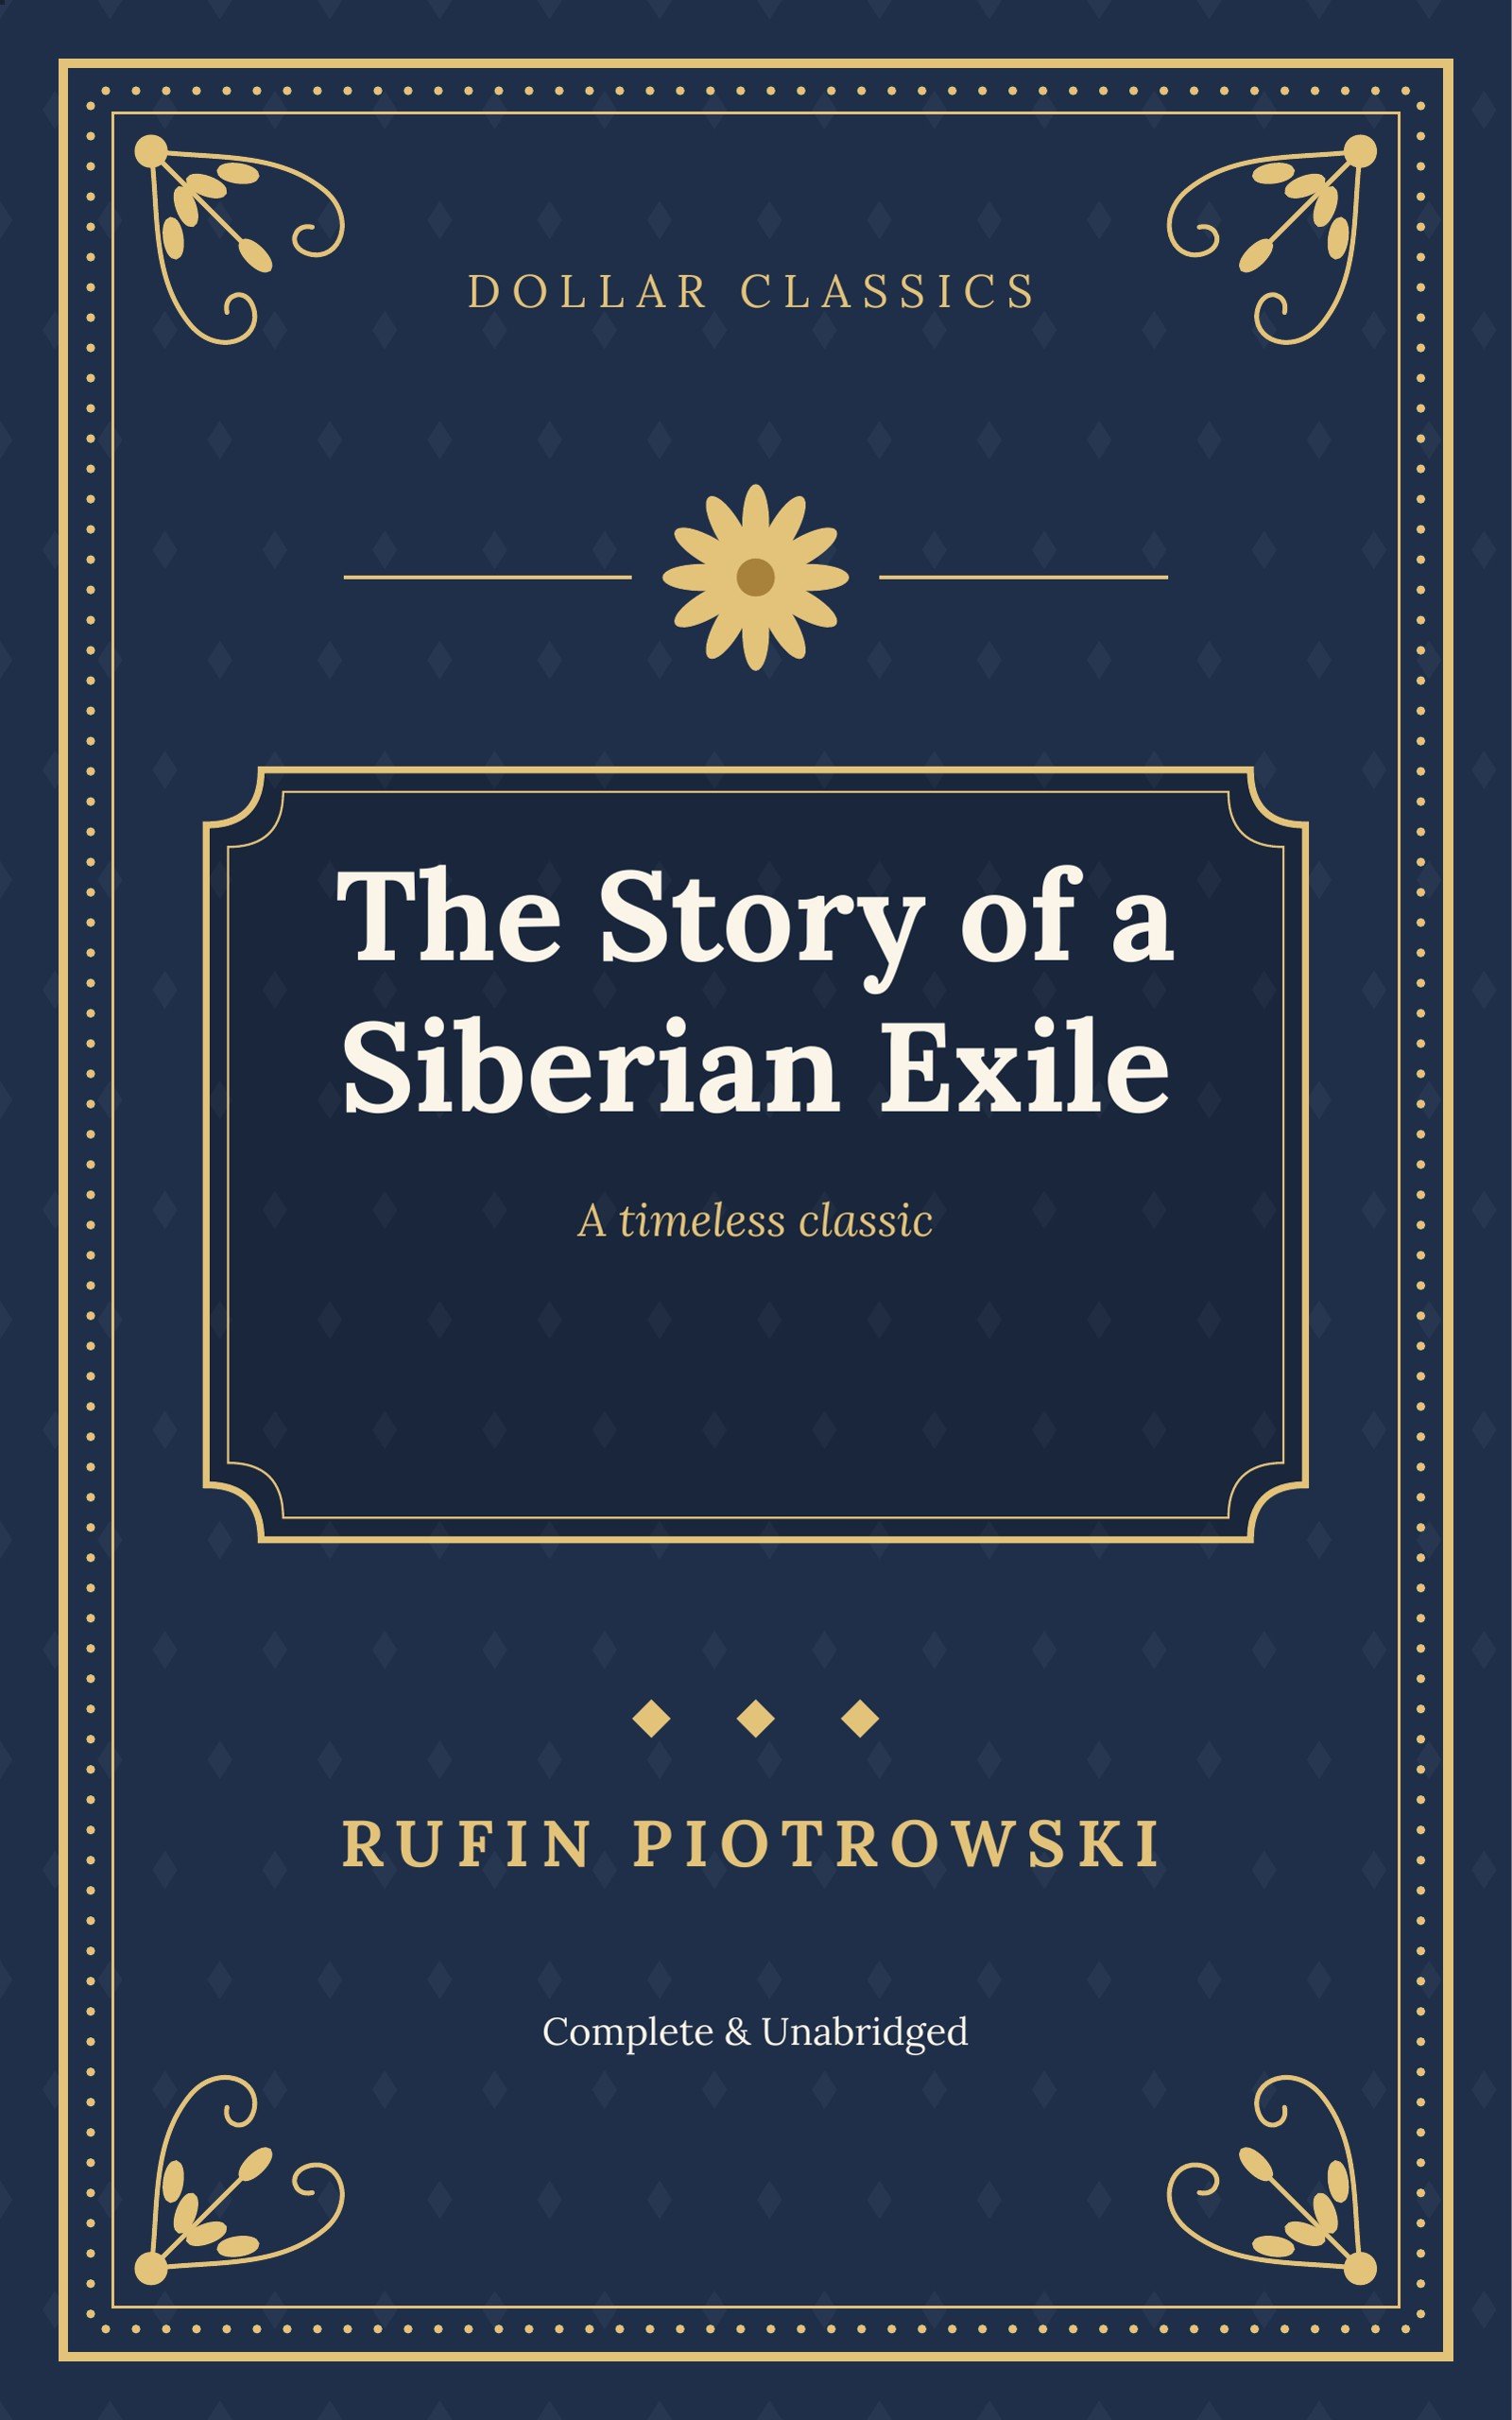 DOLLAR CLASSICS
The Story of a
Siberian Exile
A timeless classic
RUFIN PIOTROWSKI
Complete & Unabridged